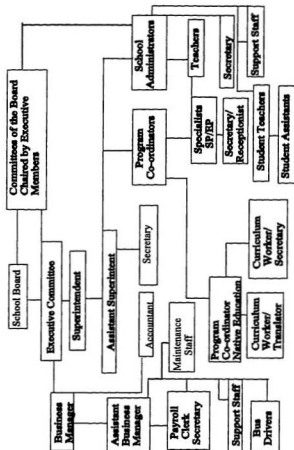 School Board
Committees of the Board
Chaired by Executive
Members
Executive Committee
Superintendent
Business
Manager
Assistant Superintent
School
Administrators
Assistant
Business
Manager
Accountant
Secretary
Program
Co-ordinators
Teachers
Payroll
Clerk
Secretary
Maintenance
Staff
Specialists
SP/EP
Secretary
Support Staff
Secretary/
Receptionist
Support Staff
Program
Co-ordinator
Native Education
Student Teachers
Bus
Drivers
Curriculum
Worker/
Translator
Curriculum
Worker/
Secretary
Student Assistants